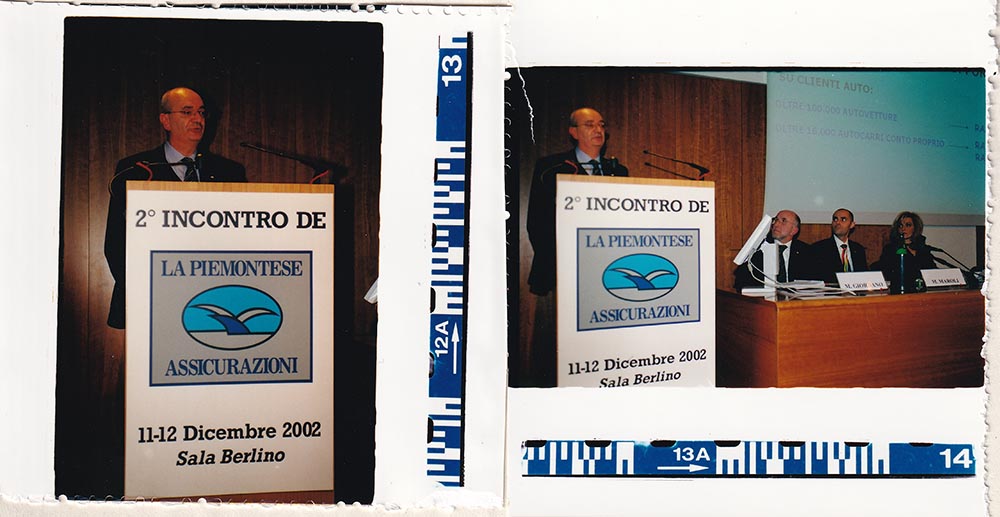 2° INCONTRO DE
LA PIEMONTESE
ASSICURAZIONI
11-12 Dicembre 2002
Sala Berlino
13
12A
SU CLIENTI AUTO:
OLTRE 100.000 AUTOVETTURE
OLTRE 16.000 AUTOCARRI CONTO PROPRIO
2° INCONTRO DE
LA PIEMONTESE
ASSICURAZIONI
11-12 Dicembre 2002
Sala Berlino
M. GIORDANO
M. MAROLI
13A
14